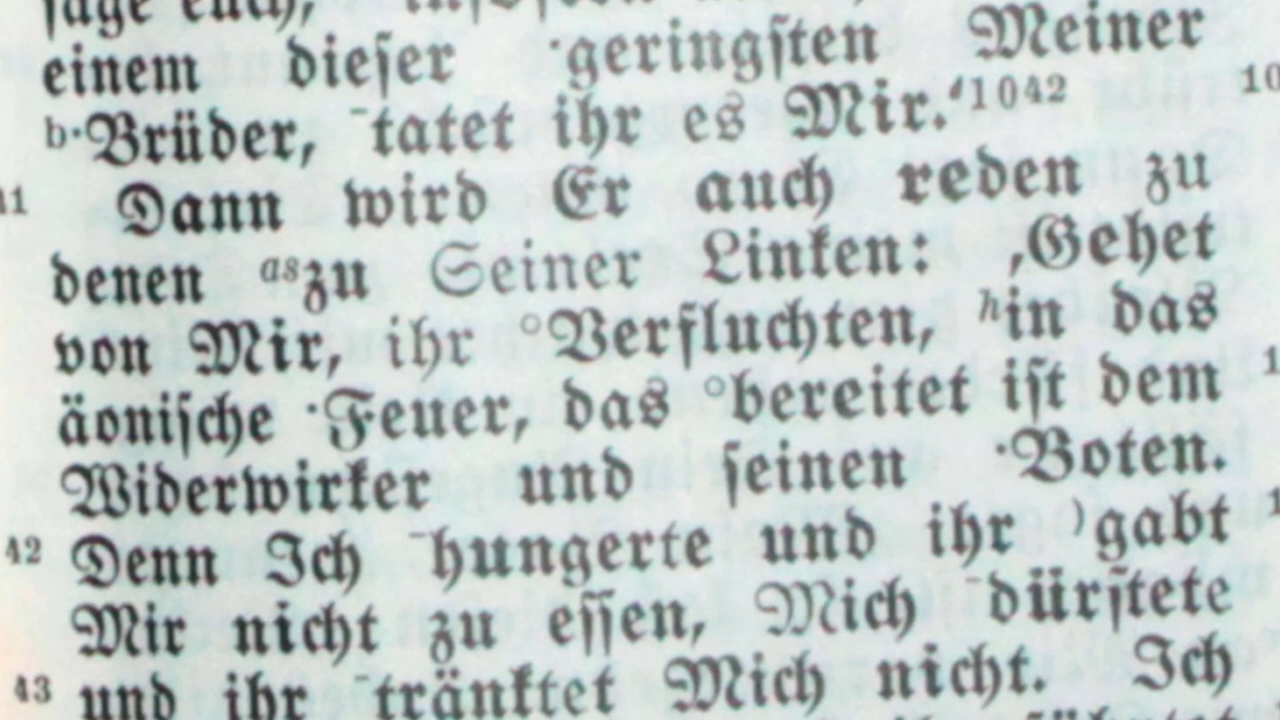 sage euch,
einem dieser ·geringsten Meiner
b·Brüder, ¯tatet ihr es Mir.‘1042
41 Dann wird Er auch reden zu
denen aszu Seiner Linken: ‚Gehet
von Mir, ihr °Verfluchten, hin das
äonische ·Feuer, das °bereitet ist dem
Widerwirker und seinen ·Boten.
42 Denn Ich ¯hungerte und ihr )gabt
Mir nicht zu essen, Mich ¯dürstete
43 und ihr ¯tränktet Mich nicht. Ich